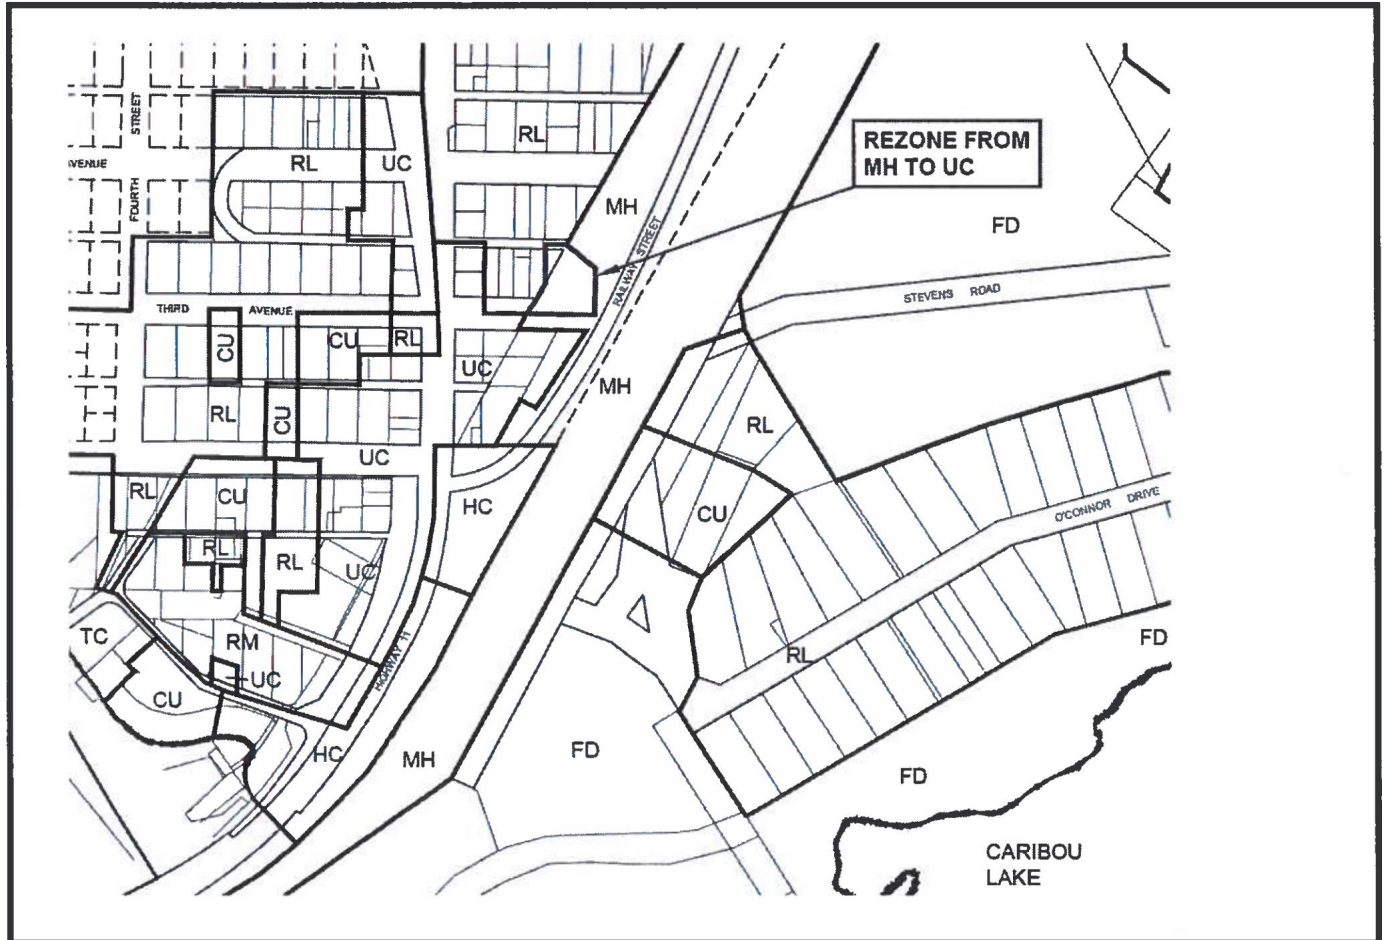 STREET
FOURTH
AVENUE
RL
UC
RL
REZONE FROM
MH TO UC
MH
RAILWAY STREET
FD
STEVENS ROAD
THIRD AVENUE
CU
CU
RL
UC
MH
RL
CU
UC
RL
RL
CU
HC
CU
O'CONNOR DRIVE
RL
RL
UC
TC
RM
UC
CU
HIGHWAY 11
HC
MH
FD
RL
FD
FD
CARIBOU
LAKE